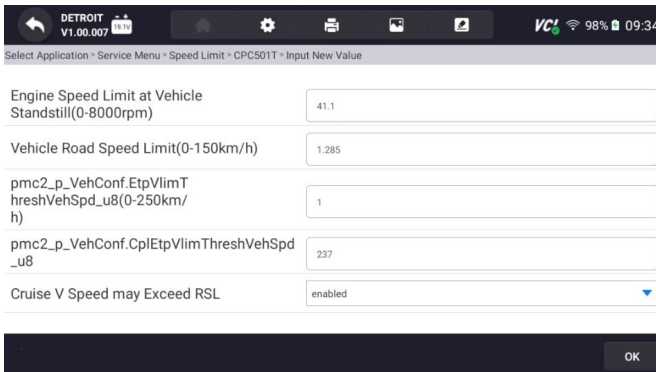 DETROIT
V1.00.007
19.1V
VCI 98% 09:34
Select Application > Service Menu > Speed Limit > CPC501T > Input New Value
Engine Speed Limit at Vehicle
Standstill(0-8000rpm)
41.1
Vehicle Road Speed Limit(0-150km/h)
1.285
pmc2_p_VehConf.EtpVlimT
hreshVehSpd_u8(0-250km/
h)
1
pmc2_p_VehConf.CplEtpVlimThreshVehSpd
_u8
237
Cruise V Speed may Exceed RSL
enabled
OK